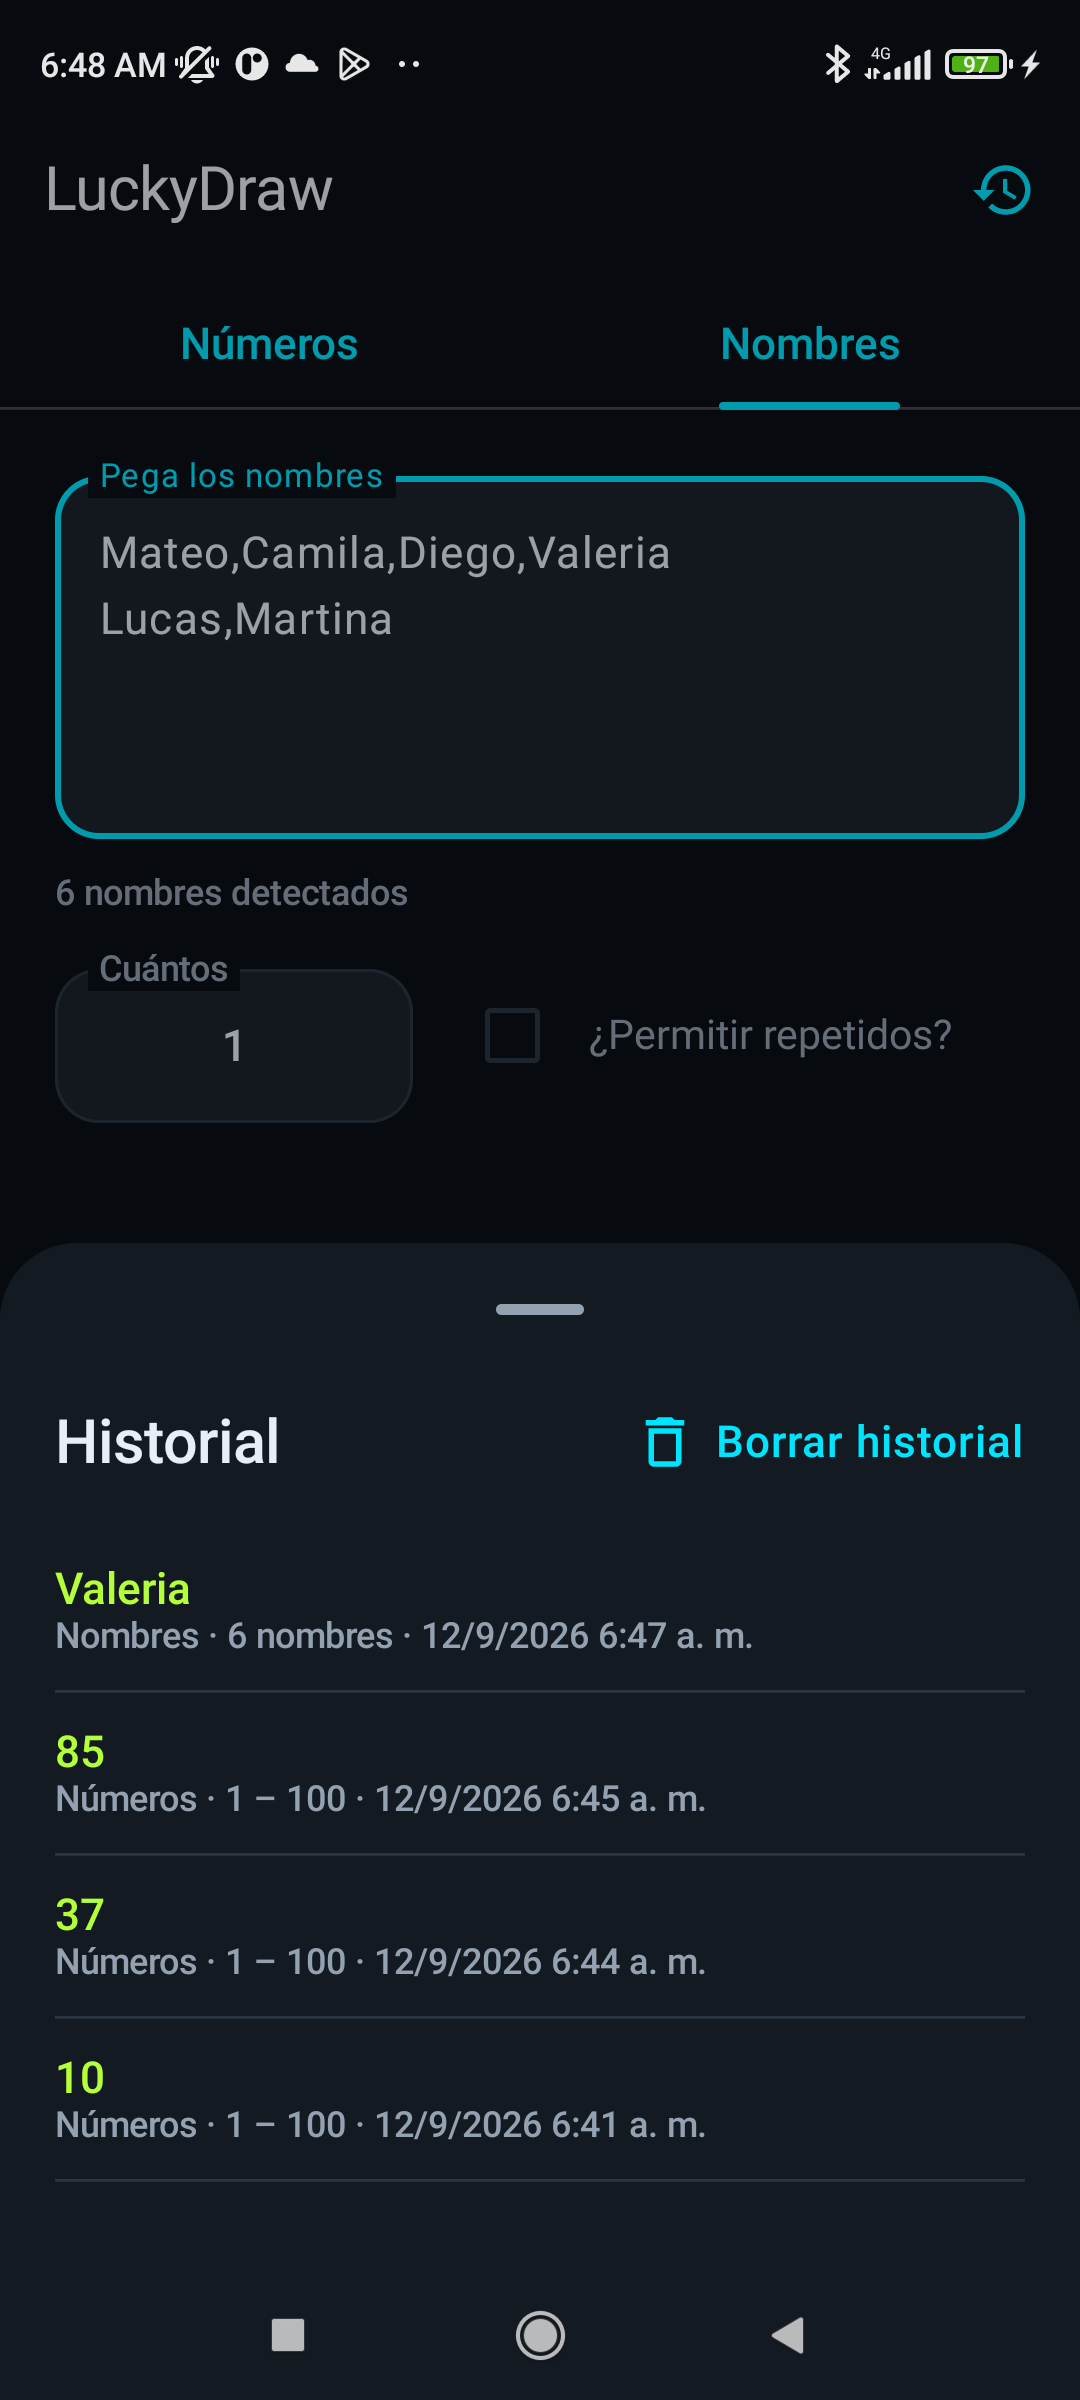 6:48 AM
4G
97
LuckyDraw
Números
Nombres
Pega los nombres
Mateo,Camila,Diego,Valeria
Lucas,Martina
6 nombres detectados
Cuántos
1
¿Permitir repetidos?
Historial
Borrar historial
Valeria
Nombres · 6 nombres · 12/9/2026 6:47 a. m.
85
Números · 1 – 100 · 12/9/2026 6:45 a. m.
37
Números · 1 – 100 · 12/9/2026 6:44 a. m.
10
Números · 1 – 100 · 12/9/2026 6:41 a. m.